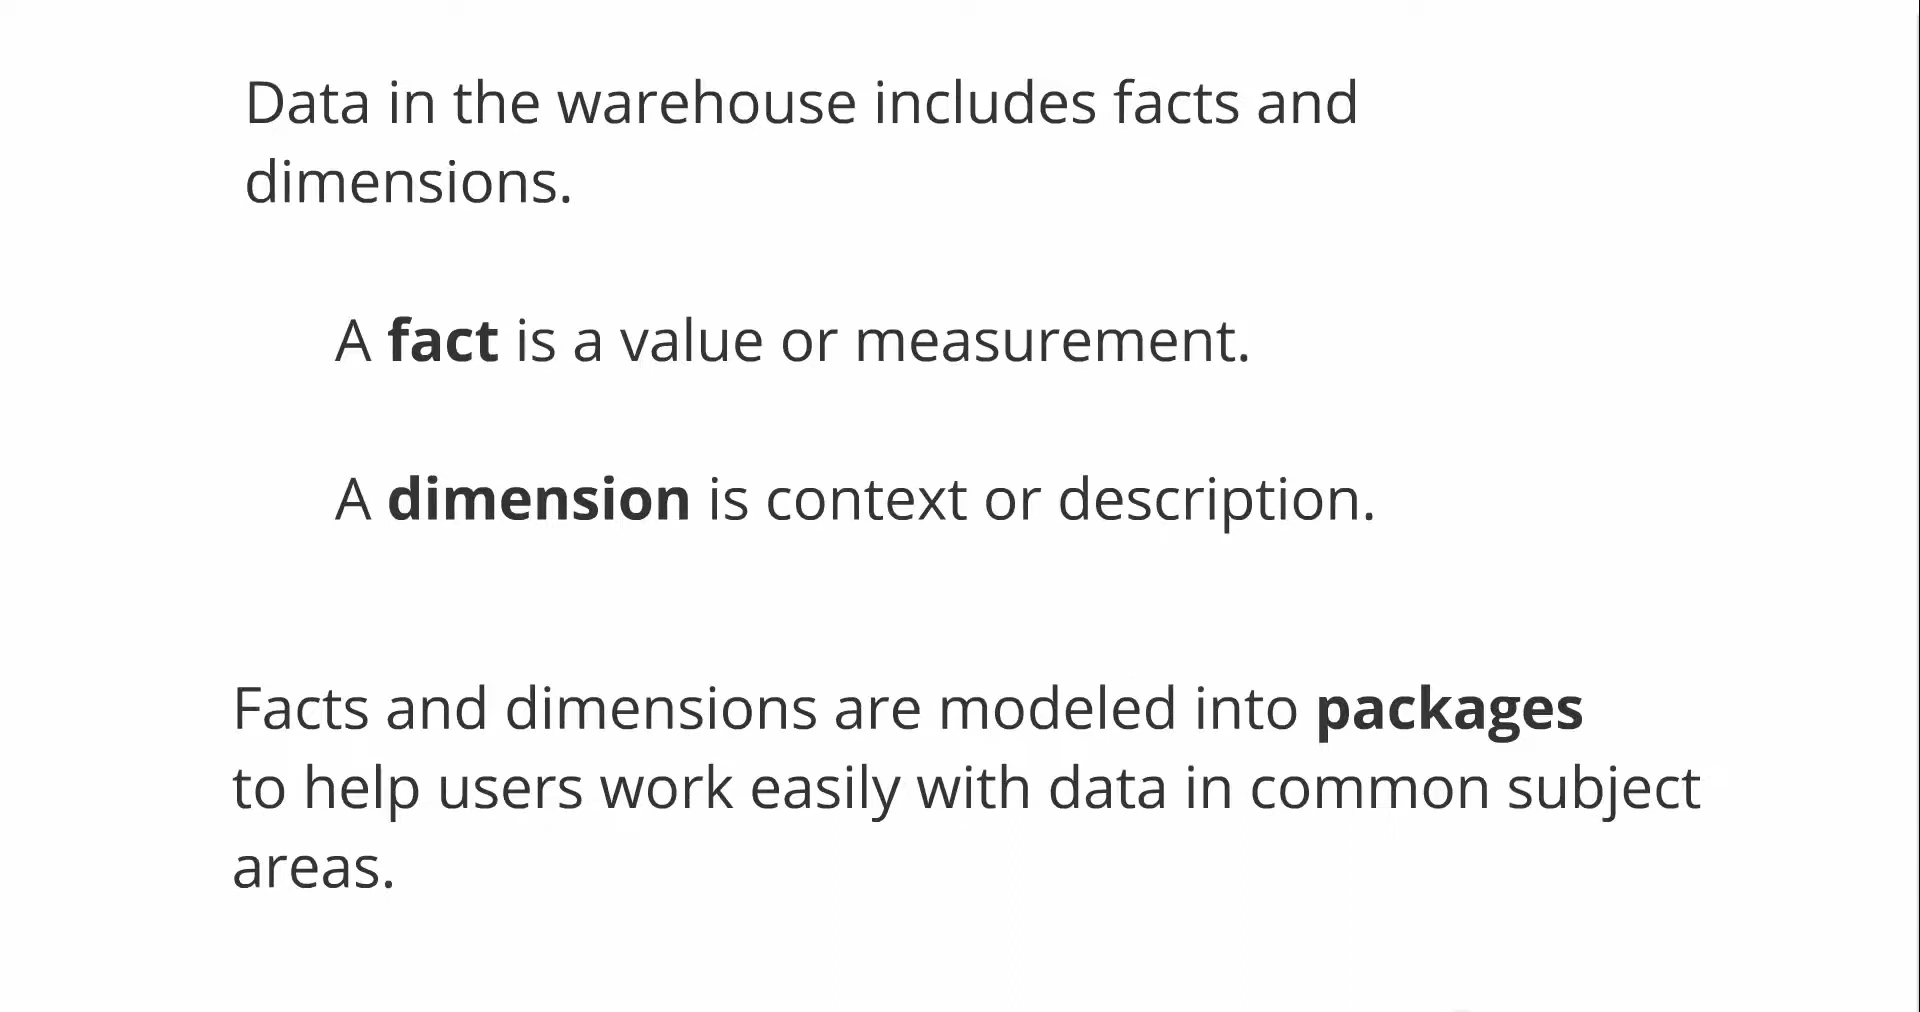 Data in the warehouse includes facts and
dimensions.
A fact is a value or measurement.
A dimension is context or description.
Facts and dimensions are modeled into packages
to help users work easily with data in common subject
areas.